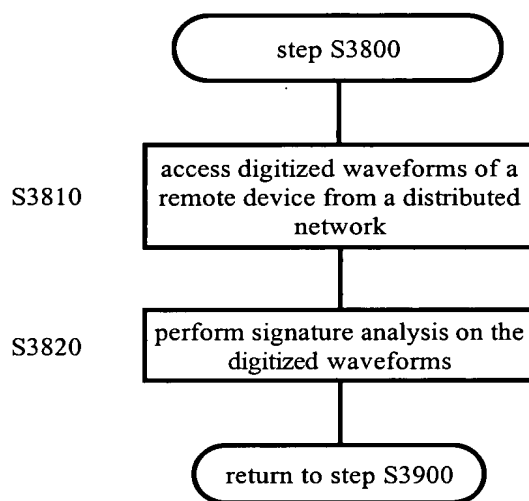 step S3800
S3810
access digitized waveforms of a
remote device from a distributed
network
S3820
perform signature analysis on the
digitized waveforms
return to step S3900